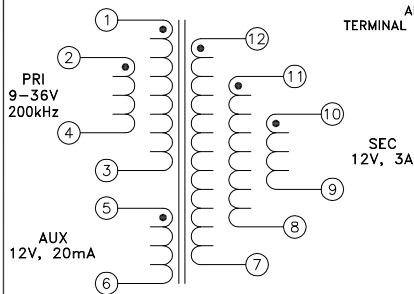 A
TERMINAL
1
12
2
11
PRI
9–36V
200kHz
10
4
SEC
12V, 3A
3
9
5
8
AUX
12V, 20mA
7
6